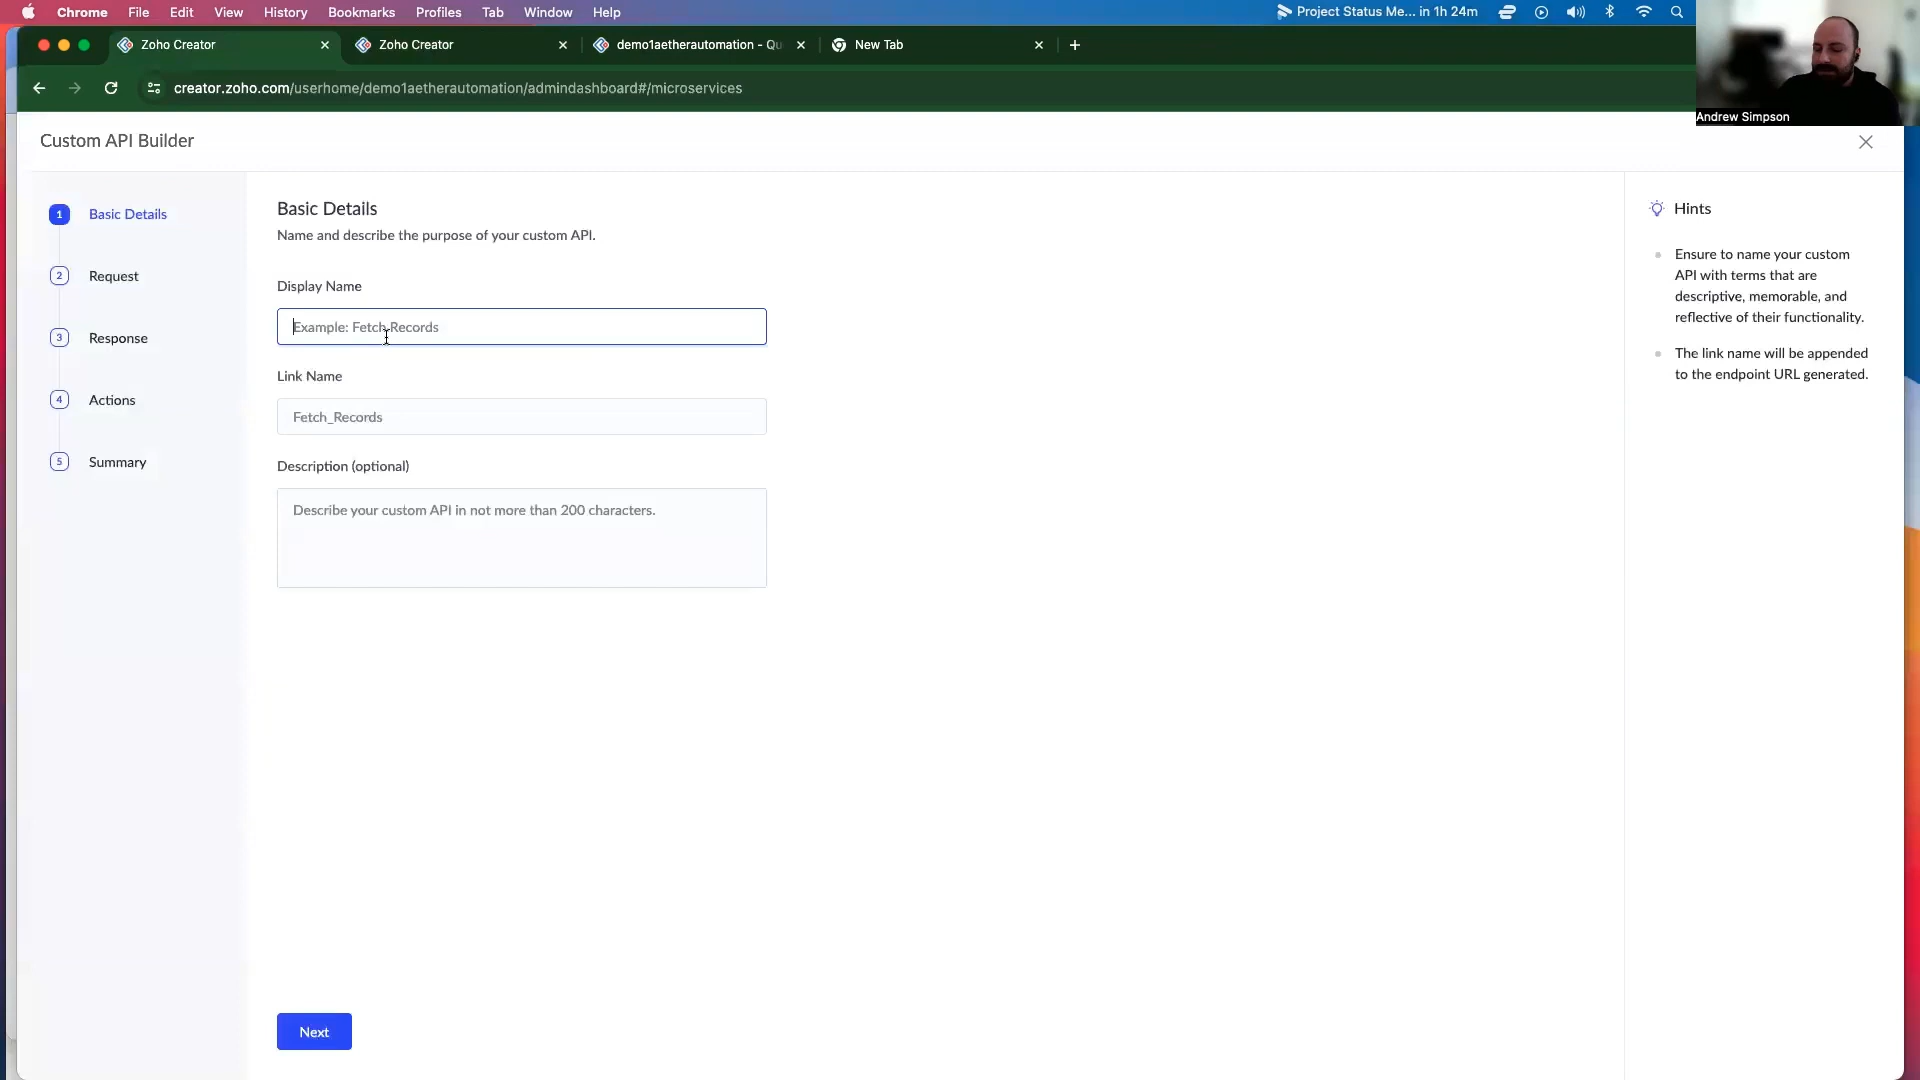 Chrome File Edit View History Bookmarks Profiles Tab Window Help Project Status Me... in 1h 24m
Zoho Creator Zoho Creator demo1aetherautomation - Qu New Tab
creator.zoho.com/userhome/demo1aetherautomation/admindashboard#/microservices
Andrew Simpson
Custom API Builder
1 Basic Details
2 Request
3 Response
4 Actions
5 Summary
Basic Details
Name and describe the purpose of your custom API.
Display Name
Example: Fetch Records
Link Name
Fetch_Records
Description (optional)
Describe your custom API in not more than 200 characters.
Next
Hints
Ensure to name your custom
API with terms that are
descriptive, memorable, and
reflective of their functionality.
The link name will be appended
to the endpoint URL generated.